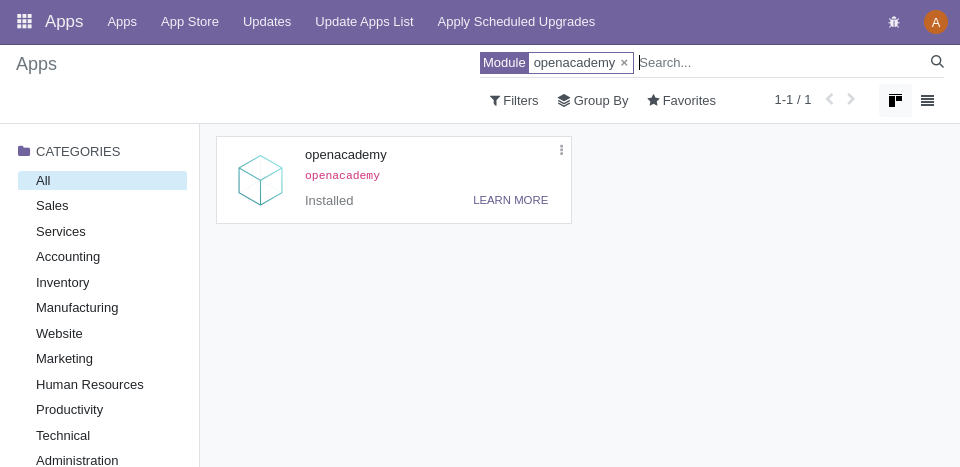 Apps Apps App Store Updates Update Apps List Apply Scheduled Upgrades A
Apps
Module openacademy × Search...
Filters Group By Favorites 1-1 / 1
CATEGORIES
All
Sales
Services
Accounting
Inventory
Manufacturing
Website
Marketing
Human Resources
Productivity
Technical
Administration
openacademy
openacademy
Installed LEARN MORE